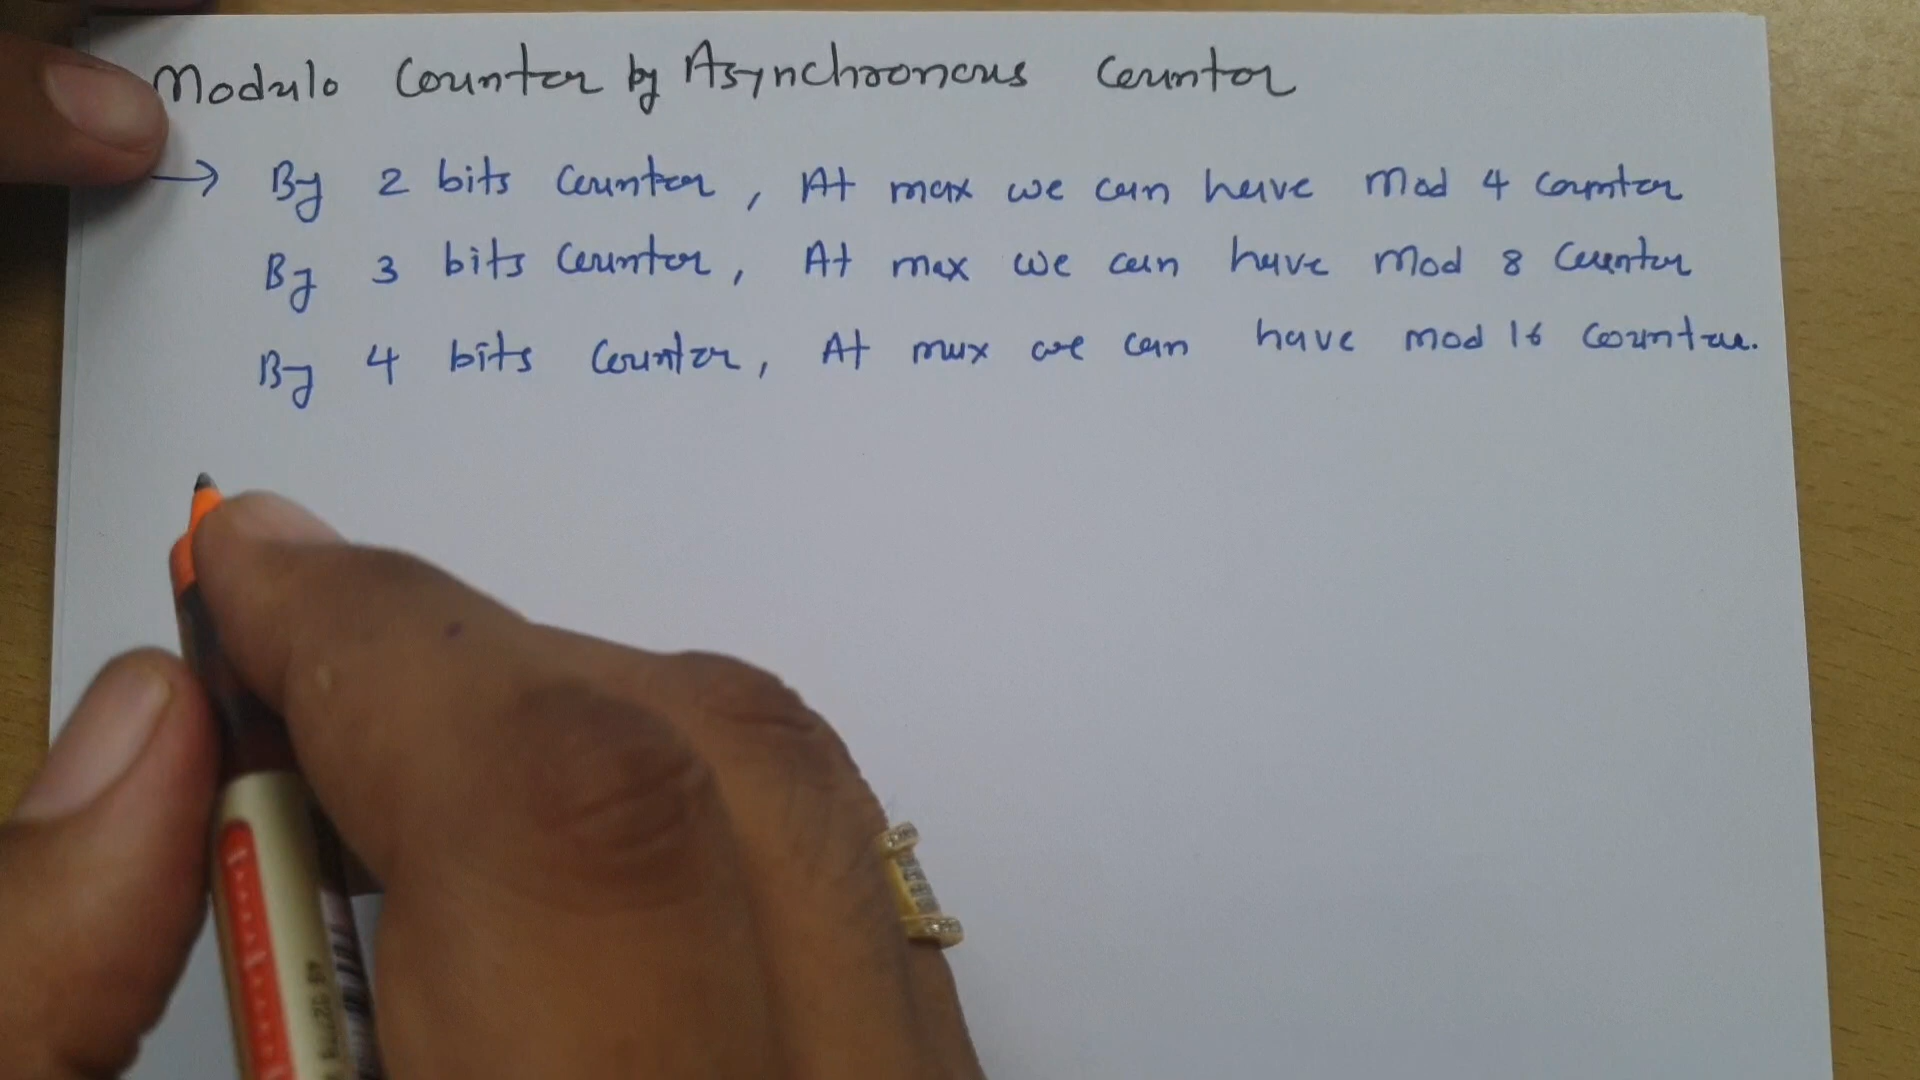 Modulo Counter by Asynchronous Counter
→ By 2 bits Counter, At max we can have Mod 4 Counter
By 3 bits Counter, At max we can have Mod 8 Counter
By 4 bits Counter, At max we can have mod 16 Counter.